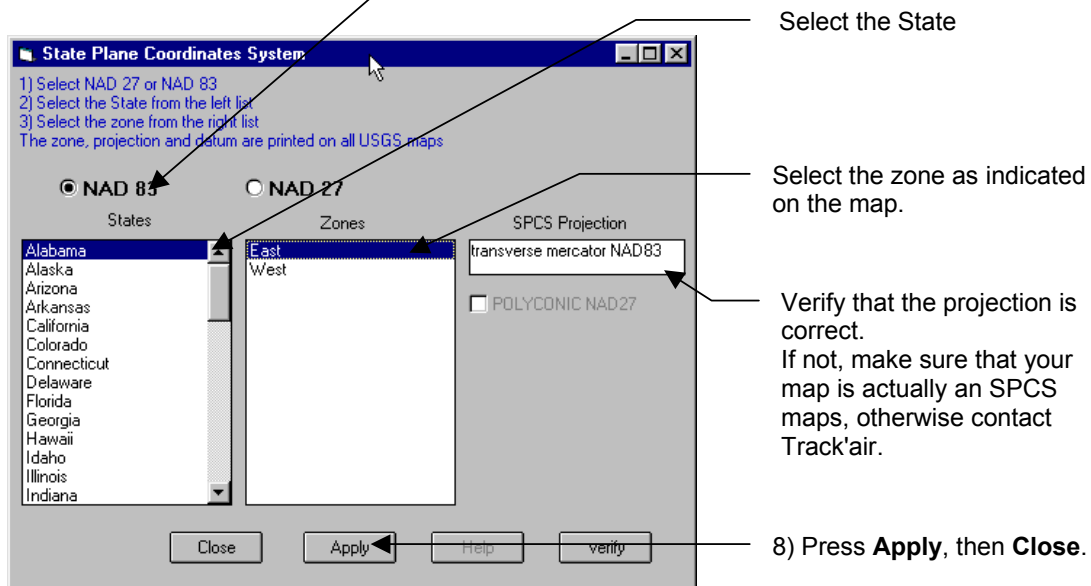 Select the State
State Plane Coordinates System
1) Select NAD 27 or NAD 83
2) Select the State from the left list
3) Select the zone from the right list
The zone, projection and datum are printed on all USGS maps
NAD 83
NAD 27
States
Zones
SPCS Projection
Alabama
Alaska
Arizona
Arkansas
California
Colorado
Connecticut
Delaware
Florida
Georgia
Hawaii
Idaho
Illinois
Indiana
East
West
transverse mercator NAD83
POLYCONIC NAD27
Close
Apply
Help
verify
Select the zone as indicated
on the map.
Verify that the projection is
correct.
If not, make sure that your
map is actually an SPCS
maps, otherwise contact
Track'air.
8) Press Apply, then Close.